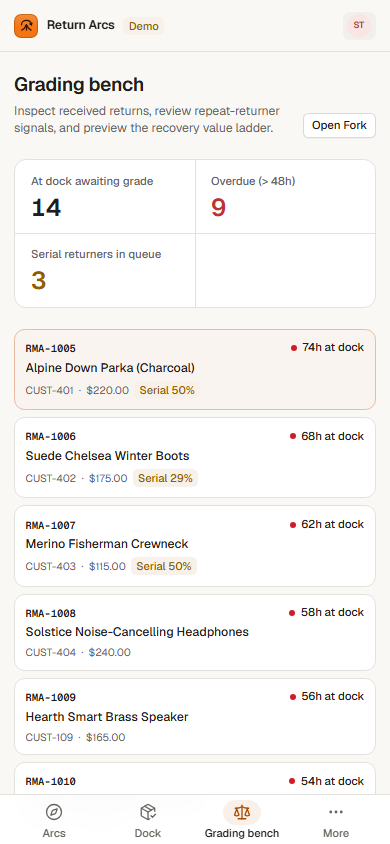 Return Arcs Demo ST
Grading bench
Inspect received returns, review repeat-returner
signals, and preview the recovery value ladder.
Open Fork
At dock awaiting grade
14
Overdue (> 48h)
9
Serial returners in queue
3
RMA-1005 74h at dock
Alpine Down Parka (Charcoal)
CUST-401 · $220.00 Serial 50%
RMA-1006 68h at dock
Suede Chelsea Winter Boots
CUST-402 · $175.00 Serial 29%
RMA-1007 62h at dock
Merino Fisherman Crewneck
CUST-403 · $115.00 Serial 50%
RMA-1008 58h at dock
Solstice Noise-Cancelling Headphones
CUST-404 · $240.00
RMA-1009 56h at dock
Hearth Smart Brass Speaker
CUST-109 · $165.00
RMA-1010 54h at dock
Arcs Dock Grading bench More